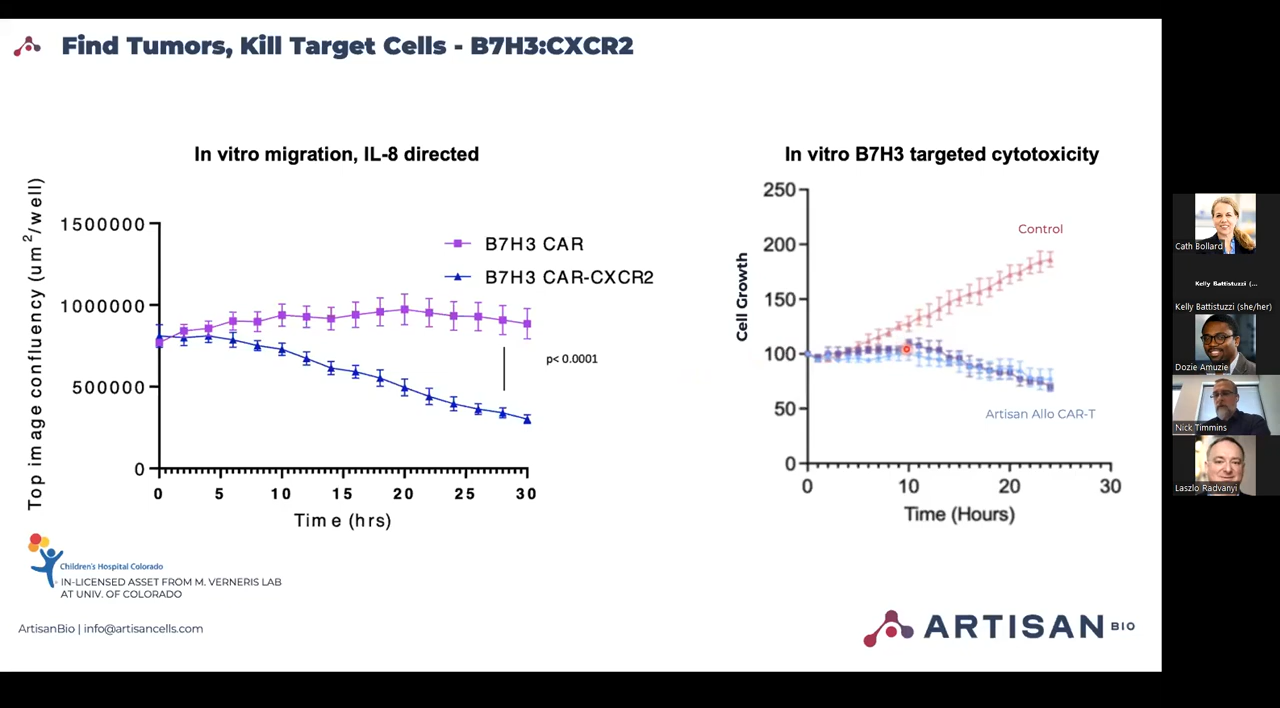 Find Tumors, Kill Target Cells - B7H3:CXCR2
In vitro migration, IL-8 directed
Top image confluency (um²/well)
1500000
1000000
500000
0
B7H3 CAR
B7H3 CAR-CXCR2
p< 0.0001
0 5 10 15 20 25 30
Time (hrs)
In vitro B7H3 targeted cytotoxicity
Cell Growth
250
200
150
100
50
0
Control
Artisan Allo CAR-T
0 10 20 30
Time (Hours)
Children's Hospital Colorado
IN-LICENSED ASSET FROM M. VERNERIS LAB
AT UNIV. OF COLORADO
ArtisanBio | info@artisancells.com
ARTISAN BIO
Cath Bollard
Kelly Battistuzzi (...
Kelly Battistuzzi (she/her)
Dozie Amuzie
Nick Timmins
Laszlo Radvanyi